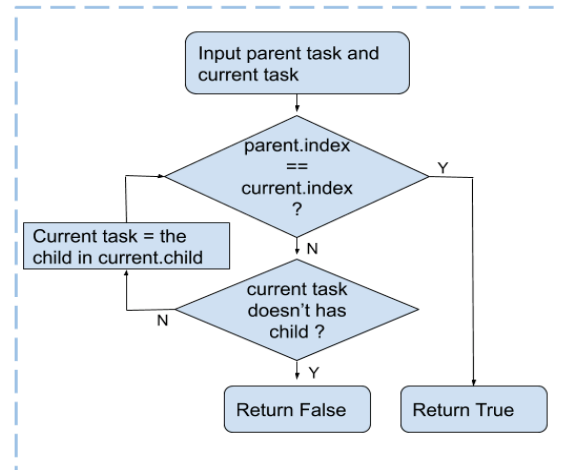 Input parent task and
current task
parent.index
==
current.index
?
Y
N
Current task = the
child in current.child
current task
doesn't has
child ?
N
Y
Return False
Return True